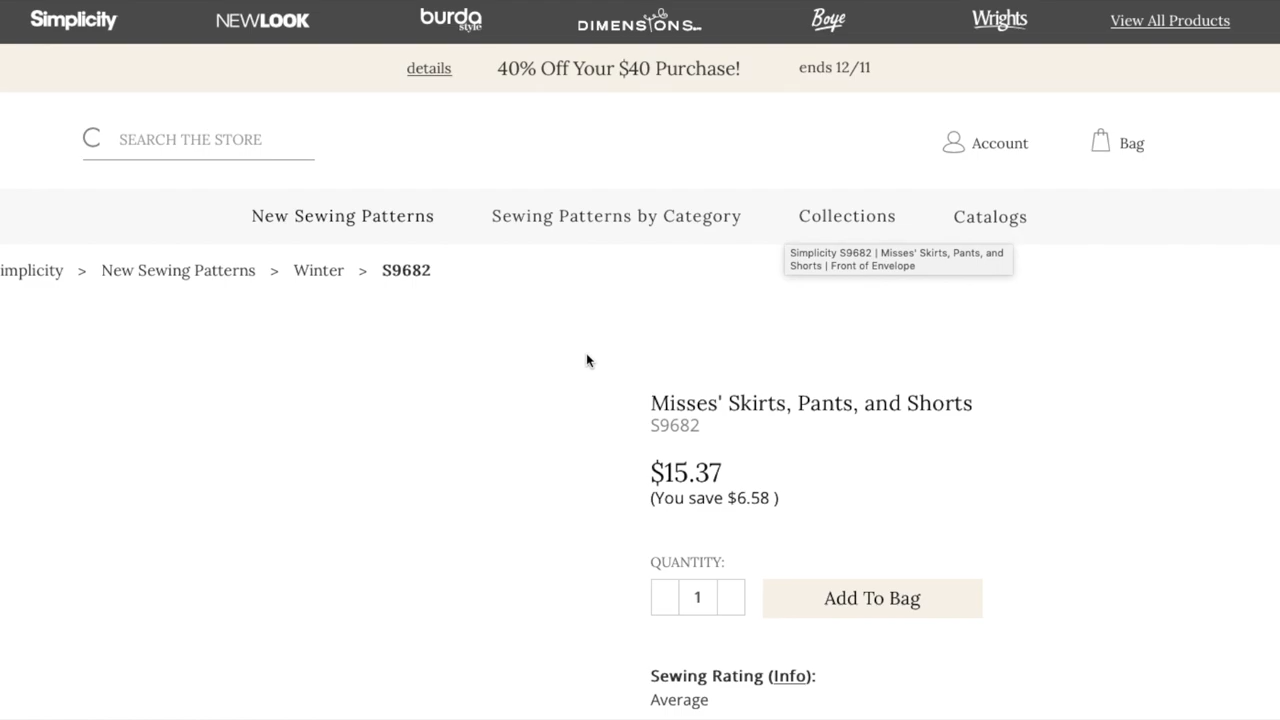 Simplicity NEWLOOK burda style DIMENSIONS Boye Wrights View All Products
details 40% Off Your $40 Purchase! ends 12/11
SEARCH THE STORE Account Bag
New Sewing Patterns Sewing Patterns by Category Collections Catalogs
Simplicity S9682 | Misses' Skirts, Pants, and
Shorts | Front of Envelope
implicity > New Sewing Patterns > Winter > S9682
Misses' Skirts, Pants, and Shorts
S9682
$15.37
(You save $6.58 )
QUANTITY:
1 Add To Bag
Sewing Rating (Info):
Average